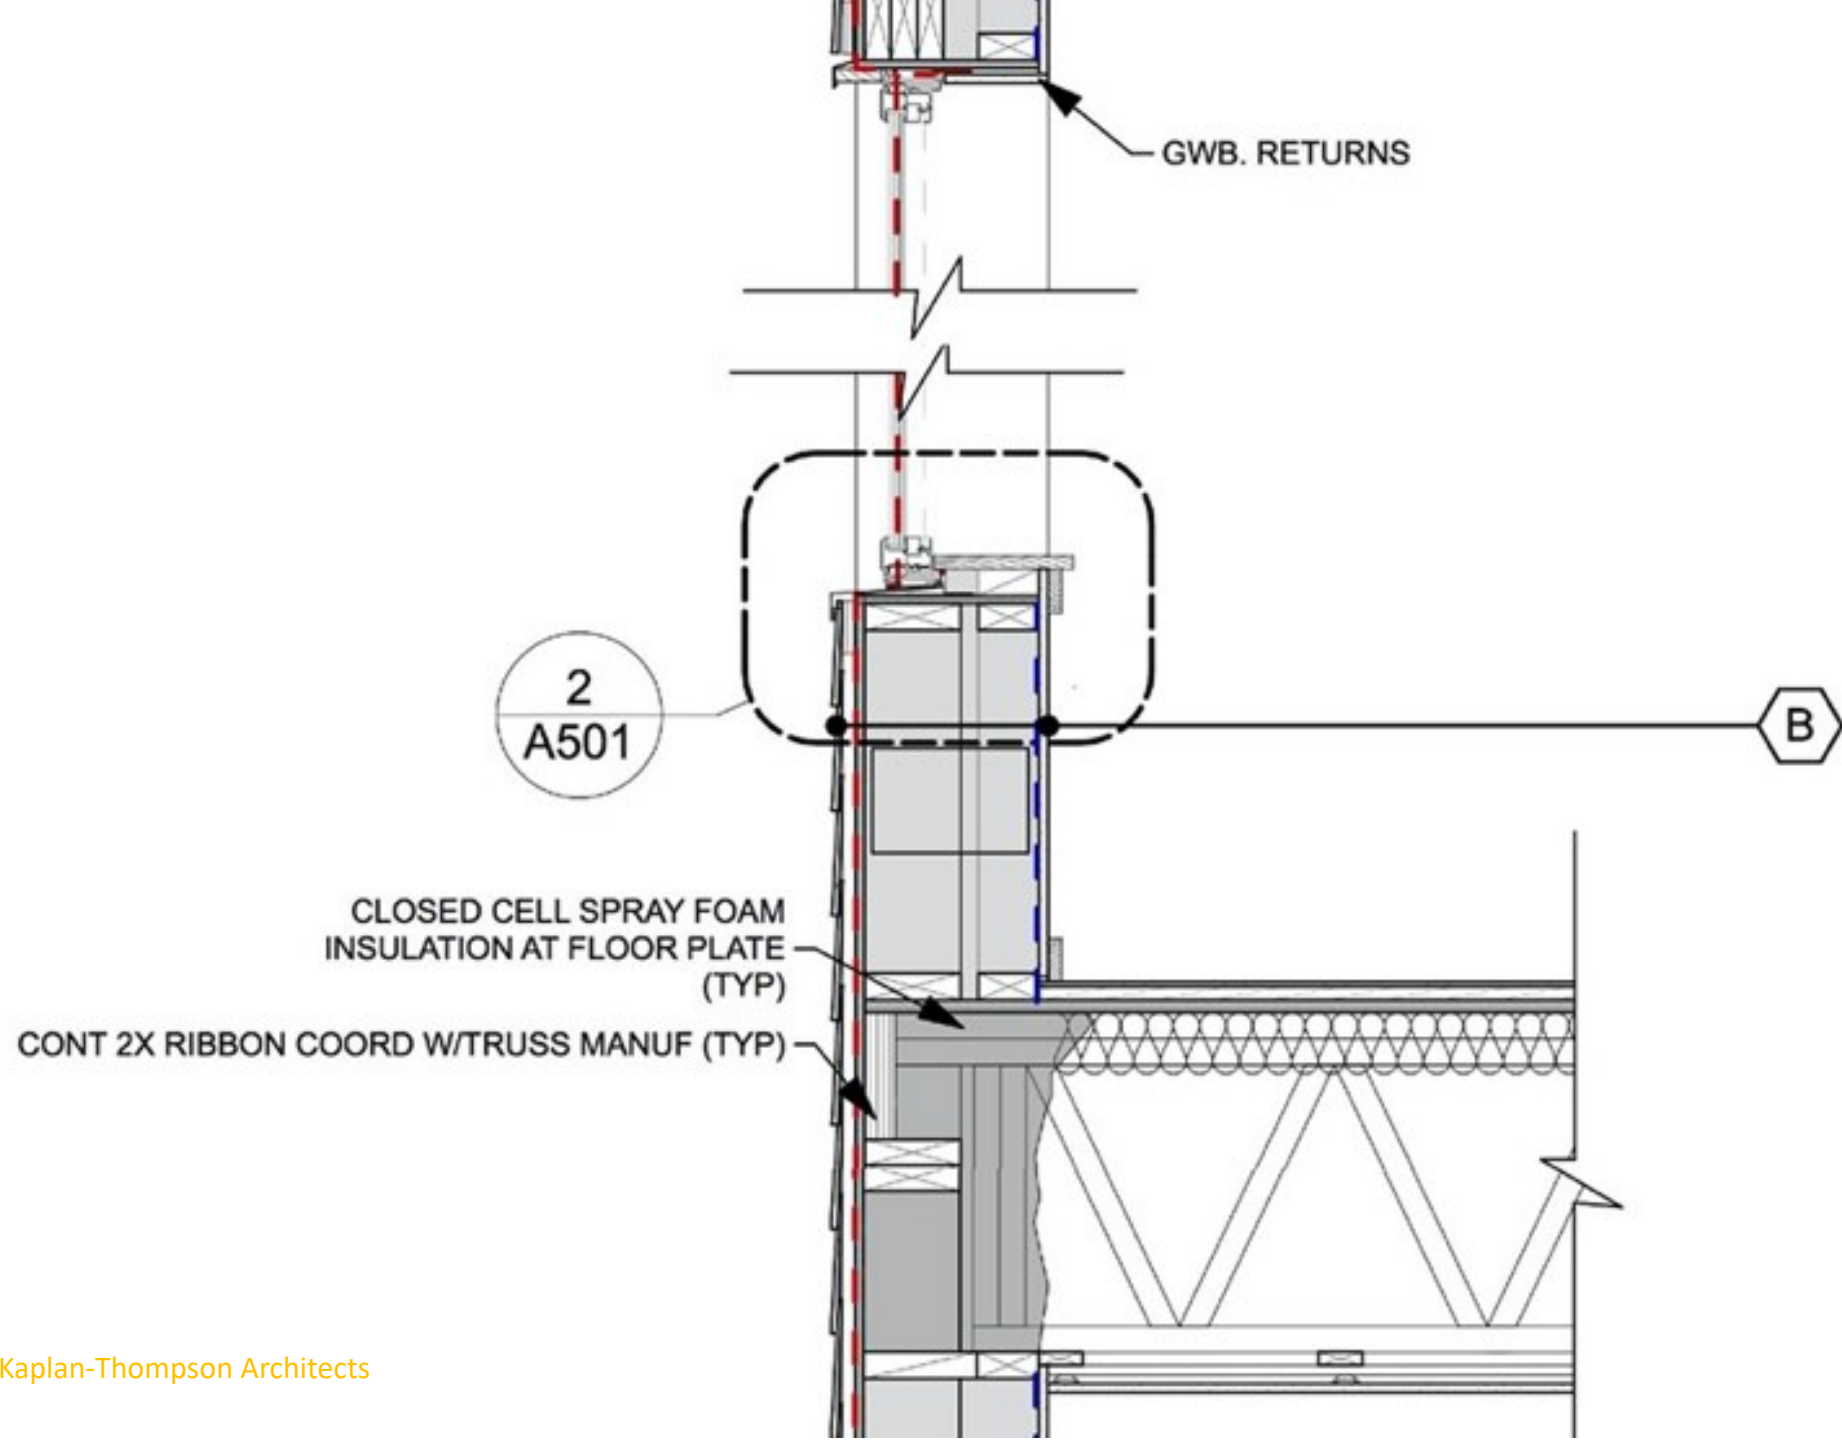 GWB. RETURNS
2
A501
B
CLOSED CELL SPRAY FOAM
INSULATION AT FLOOR PLATE
(TYP)
CONT 2X RIBBON COORD W/TRUSS MANUF (TYP)
Kaplan-Thompson Architects